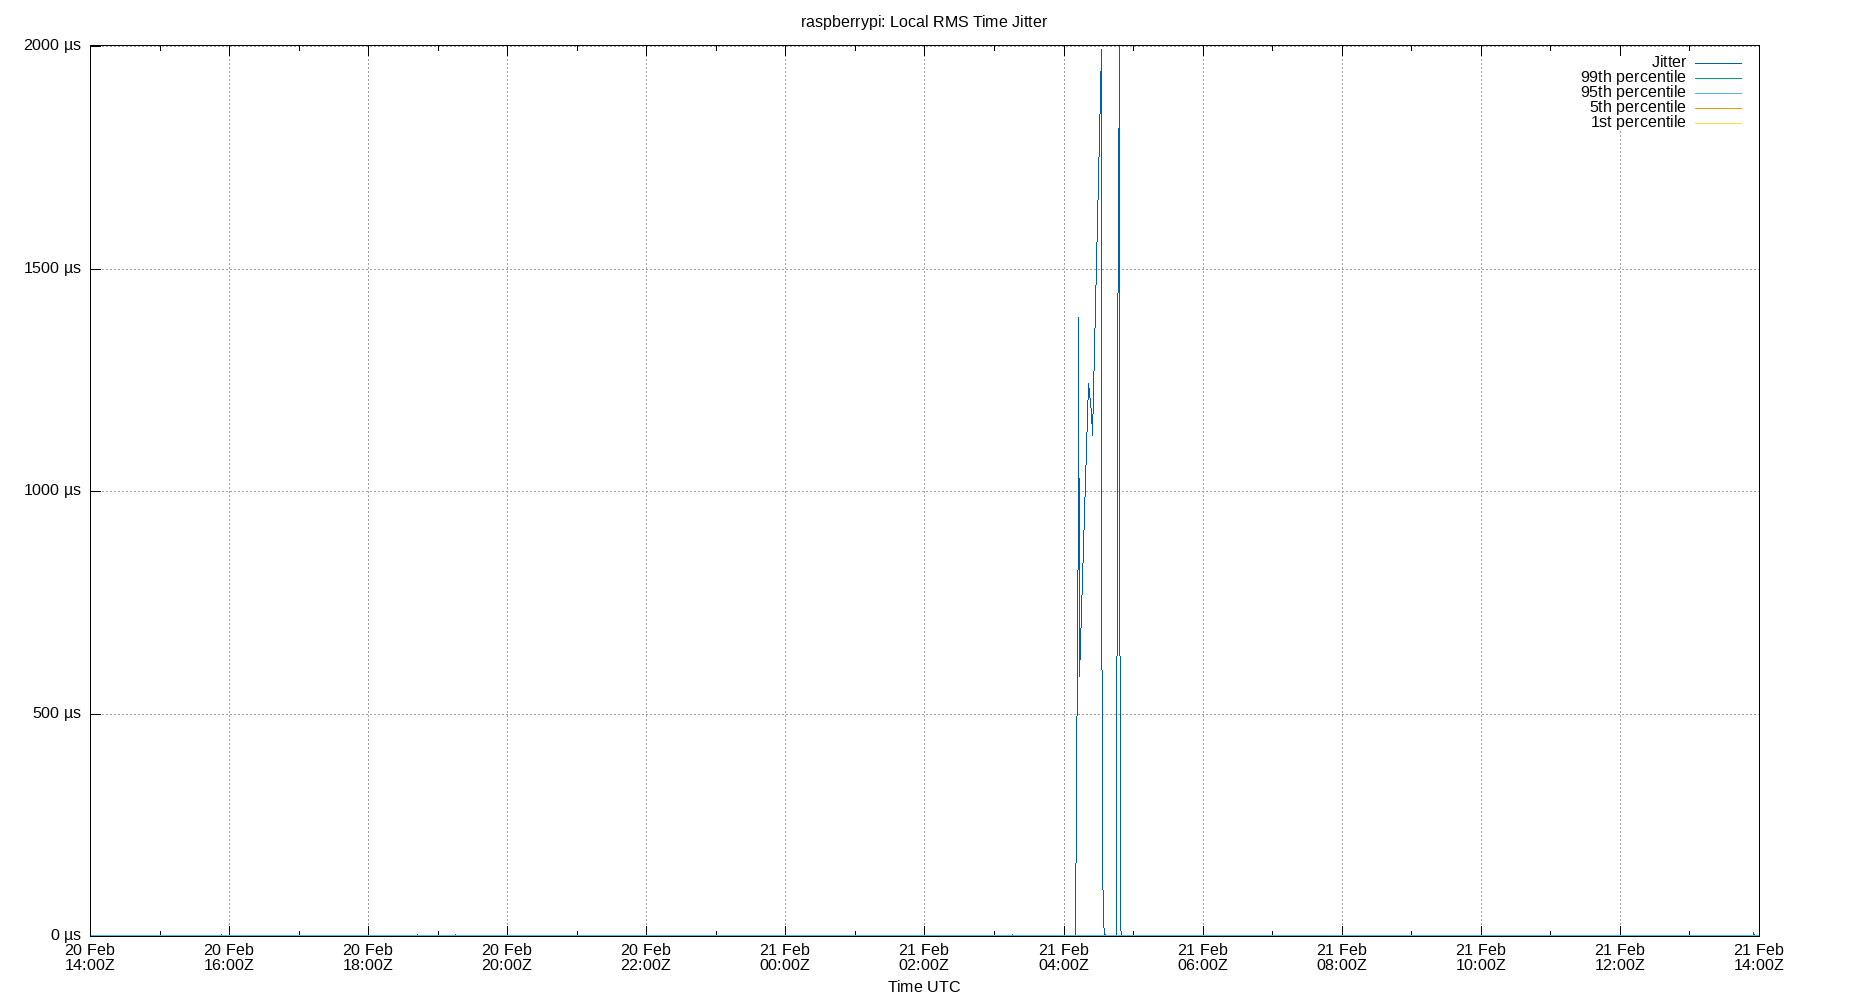 raspberrypi: Local RMS Time Jitter
2000 µs
1500 µs
1000 µs
500 µs
0 µs
Jitter
99th percentile
95th percentile
5th percentile
1st percentile
20 Feb 20 Feb 20 Feb 20 Feb 20 Feb 21 Feb 21 Feb 21 Feb 21 Feb 21 Feb 21 Feb 21 Feb 21 Feb
14:00Z 16:00Z 18:00Z 20:00Z 22:00Z 00:00Z 02:00Z 04:00Z 06:00Z 08:00Z 10:00Z 12:00Z 14:00Z
Time UTC